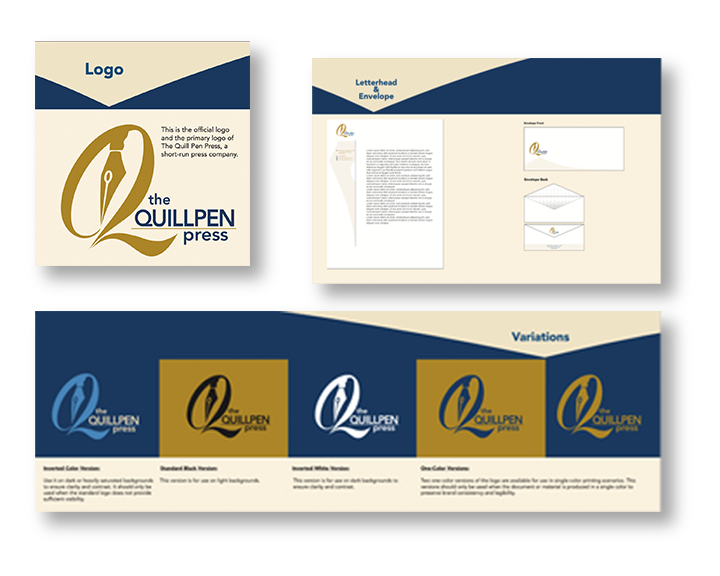 Logo
This is the official logo
and the primary logo of
The Quill Pen Press, a
short-run press company.
the
QUILLPEN
press
Letterhead
&
Envelope
Envelope Front
Envelope Back
Variations
the
QUILLPEN
press
the
QUILLPEN
press
the
QUILLPEN
press
the
QUILLPEN
press
the
QUILLPEN
press
Inverted Color Version:
Use it on dark or heavily saturated backgrounds
to ensure clarity and contrast. It should only be
used when the standard logo does not provide
sufficient visibility.
Standard Black Version:
This version is for use on light backgrounds.
Inverted White Version:
This version is for use on dark backgrounds to
ensure clarity and contrast.
One-Color Versions:
Two one-color versions of the logo are available for use in single-color printing scenarios. This
versions should only be used when the document or material is produced in a single color to
preserve brand consistency and legibility.